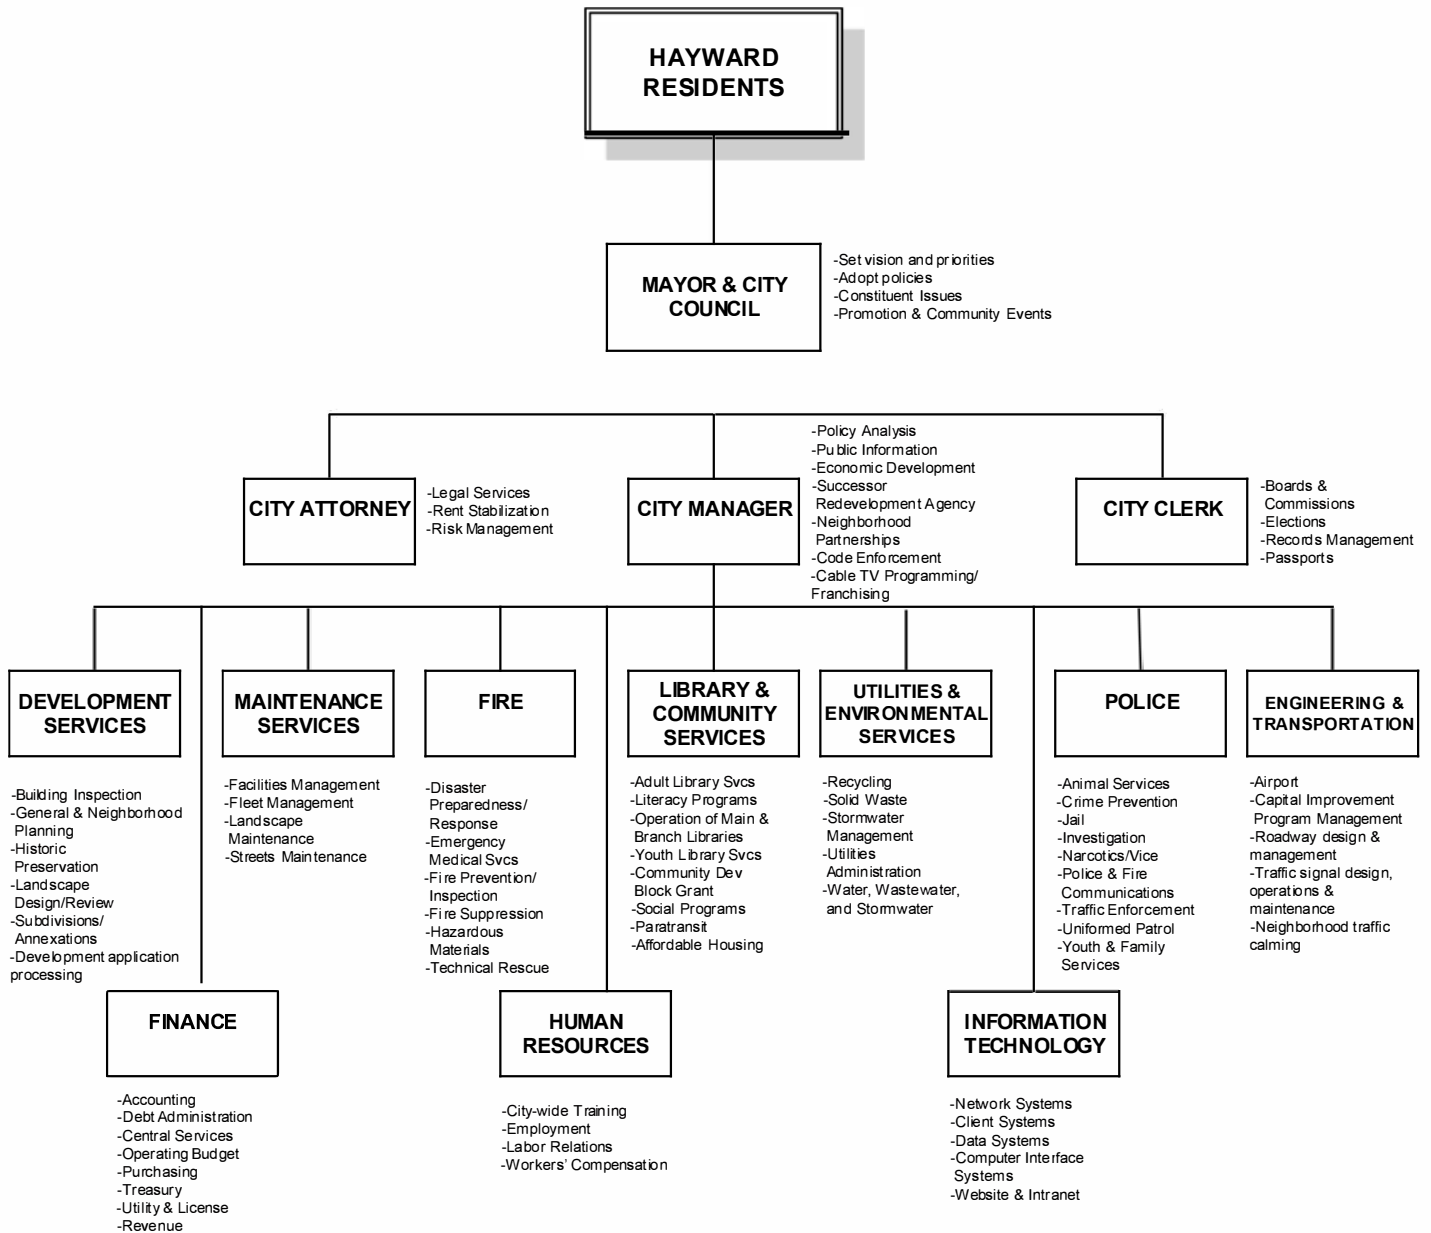 HAYWARD
RESIDENTS
MAYOR & CITY
COUNCIL
-Set vision and priorities
-Adopt policies
-Constituent Issues
-Promotion & Community Events
CITY ATTORNEY
-Legal Services
-Rent Stabilization
-Risk Management
CITY MANAGER
-Policy Analysis
-Public Information
-Economic Development
-Successor
Redevelopment Agency
-Neighborhood
Partnerships
-Code Enforcement
-Cable TV Programming/
Franchising
CITY CLERK
-Boards &
Commissions
-Elections
-Records Management
-Passports
DEVELOPMENT
SERVICES
-Building Inspection
-General & Neighborhood
Planning
-Historic
Preservation
-Landscape
Design/Review
-Subdivisions/
Annexations
-Development application
processing
MAINTENANCE
SERVICES
-Facilities Management
-Fleet Management
-Landscape
Maintenance
-Streets Maintenance
FIRE
-Disaster
Preparedness/
Response
-Emergency
Medical Svcs
-Fire Prevention/
Inspection
-Fire Suppression
-Hazardous
Materials
-Technical Rescue
LIBRARY &
COMMUNITY
SERVICES
-Adult Library Svcs
-Literacy Programs
-Operation of Main &
Branch Libraries
-Youth Library Svcs
-Community Dev
Block Grant
-Social Programs
-Paratransit
-Affordable Housing
UTILITIES &
ENVIRONMENTAL
SERVICES
-Recycling
-Solid Waste
-Stormwater
Management
-Utilities
Administration
-Water, Wastewater,
and Stormwater
POLICE
-Animal Services
-Crime Prevention
-Jail
-Investigation
-Narcotics/Vice
-Police & Fire
Communications
-Traffic Enforcement
-Uniformed Patrol
-Youth & Family
Services
ENGINEERING &
TRANSPORTATION
-Airport
-Capital Improvement
Program Management
-Roadway design &
management
-Traffic signal design,
operations &
maintenance
-Neighborhood traffic
calming
FINANCE
-Accounting
-Debt Administration
-Central Services
-Operating Budget
-Purchasing
-Treasury
-Utility & License
-Revenue
HUMAN
RESOURCES
-City-wide Training
-Employment
-Labor Relations
-Workers’ Compensation
INFORMATION
TECHNOLOGY
-Network Systems
-Client Systems
-Data Systems
-Computer Interface
Systems
-Website & Intranet